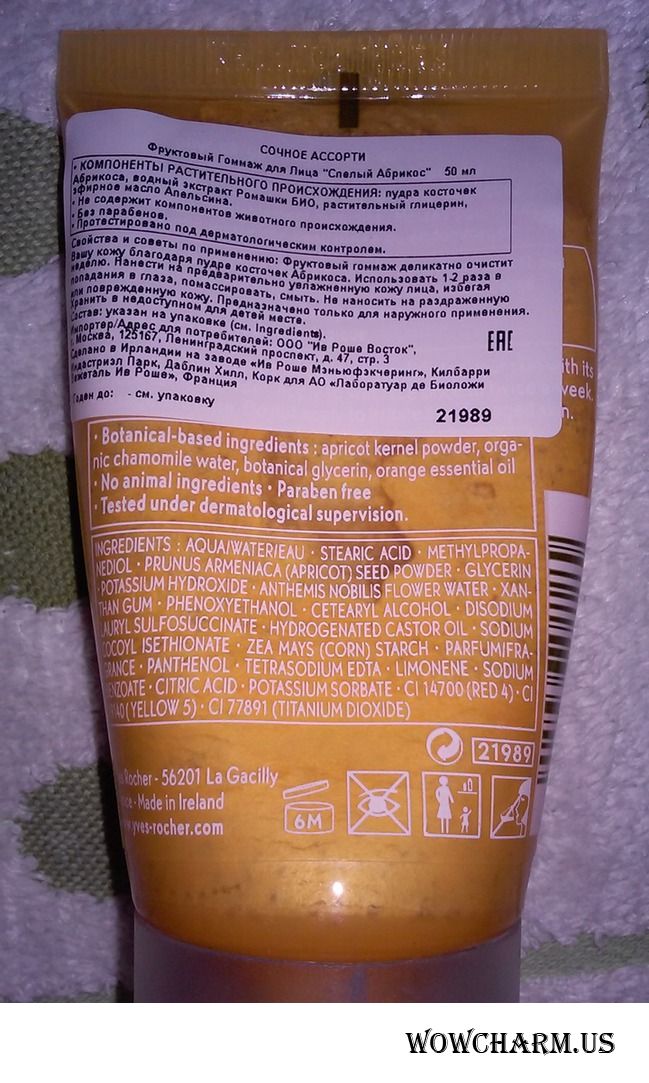 СОЧНОЕ АССОРТИ
Фруктовый Гоммаж для Лица "Спелый Абрикос" 50 мл
• КОМПОНЕНТЫ РАСТИТЕЛЬНОГО ПРОИСХОЖДЕНИЯ: пудра косточек
Абрикоса, водный экстракт Ромашки БИО, растительный глицерин,
эфирное масло Апельсина.
• Не содержит компонентов животного происхождения.
• Без парабенов.
• Протестировано под дерматологическим контролем.
Свойства и советы по применению: Фруктовый гоммаж деликатно очистит
Вашу кожу благодаря пудре косточек Абрикоса. Использовать 1-2 раза в
неделю. Нанести на предварительно увлажненную кожу лица, избегая
попадания в глаза, помассировать, смыть. Не наносить на раздраженную
или поврежденную кожу. Предназначено только для наружного применения.
Хранить в недоступном для детей месте.
Состав: указан на упаковке (см. Ingredients).
Импортер/Адрес для потребителей: ООО "Ив Роше Восток",
г. Москва, 125167, Ленинградский проспект, д. 47, стр. 3
EAC
Сделано в Ирландии на заводе «Ив Роше Мэньюфэкчеринг», Килбарри
Индастриэл Парк, Даблин Хилл, Корк для АО «Лаборатуар де Биоложи
Вежеталь Ив Роше», Франция
Годен до: - см. упаковку
21989
ith its
week.
n.
• Botanical-based ingredients : apricot kernel powder, orga-
nic chamomile water, botanical glycerin, orange essential oil
• No animal ingredients • Paraben free
• Tested under dermatological supervision.
INGREDIENTS : AQUA/WATER/EAU · STEARIC ACID · METHYLPROPA-
NEDIOL · PRUNUS ARMENIACA (APRICOT) SEED POWDER · GLYCERIN
· POTASSIUM HYDROXIDE · ANTHEMIS NOBILIS FLOWER WATER · XAN-
THAN GUM · PHENOXYETHANOL · CETEARYL ALCOHOL · DISODIUM
LAURYL SULFOSUCCINATE · HYDROGENATED CASTOR OIL · SODIUM
COCOYL ISETHIONATE · ZEA MAYS (CORN) STARCH · PARFUM/FRA-
GRANCE · PANTHENOL · TETRASODIUM EDTA · LIMONENE · SODIUM
BENZOATE · CITRIC ACID · POTASSIUM SORBATE · CI 14700 (RED 4) · CI
140 (YELLOW 5) · CI 77891 (TITANIUM DIOXIDE)
21989
es Rocher - 56201 La Gacilly
nce - Made in Ireland
w.yves-rocher.com
6M
WOWCHARM.US